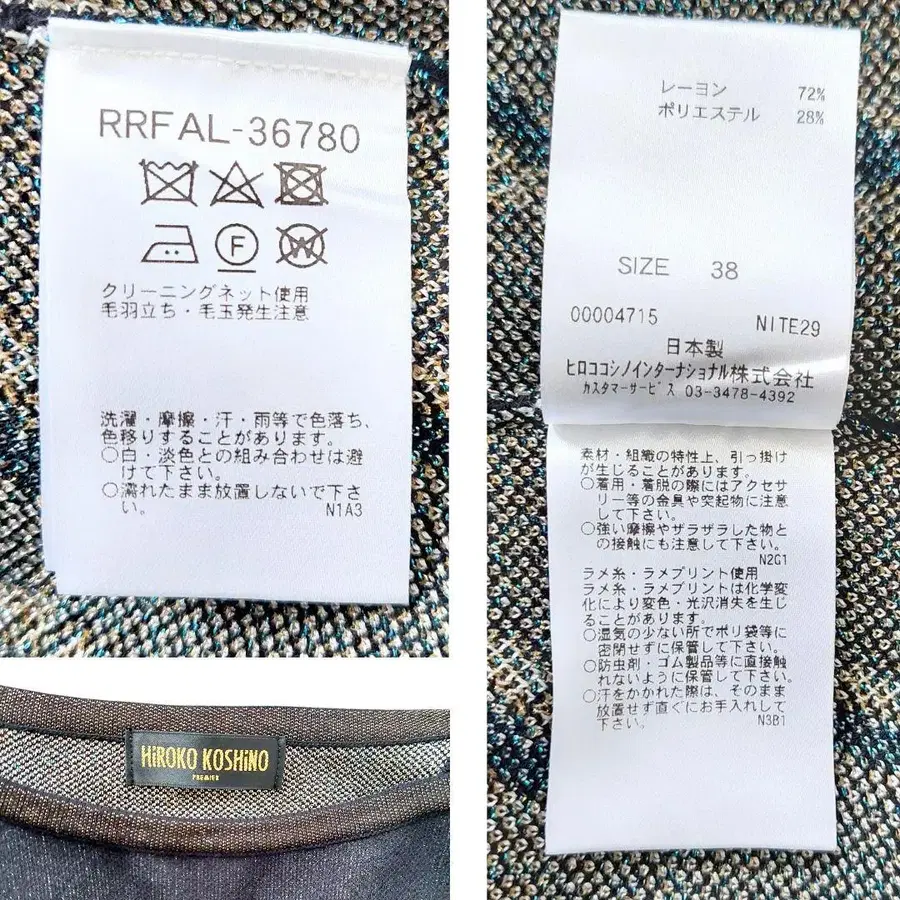 RRFAL-36780
F
W
クリーニングネット使用
毛羽立ち・毛玉発生注意
洗濯・摩擦・汗・雨等で色落ち、
色移りすることがあります。
○白・淡色との組み合わせは避
けて下さい。
○濡れたまま放置しないで下さ
い。
N1A3
レーヨン 72%
ポリエステル 28%
SIZE 38
00004715 NITE29
日本製
ヒロココシノインターナショナル株式会社
カスタマーサービス 03-3478-4392
素材・組織の特性上、引っ掛け
が生じることがあります。
○着用・着脱の際にはアクセサ
リー等の金具や突起物に注意
して下さい。
○強い摩擦やザラザラした物と
の接触にも注意して下さい。
N2G1
ラメ糸・ラメプリント使用
ラメ糸・ラメプリントは化学変
化により変色・光沢消失を生じ
ることがあります。
○湿気の少ない所でポリ袋等に
密閉せずに保管して下さい。
○防虫剤・ゴム製品等に直接触
れないように保管して下さい。
○汗をかかれた際は、そのまま
放置せず直ぐにお手入れして
下さい。
N3B1
HiROKO KOSHiNO
PREMIER